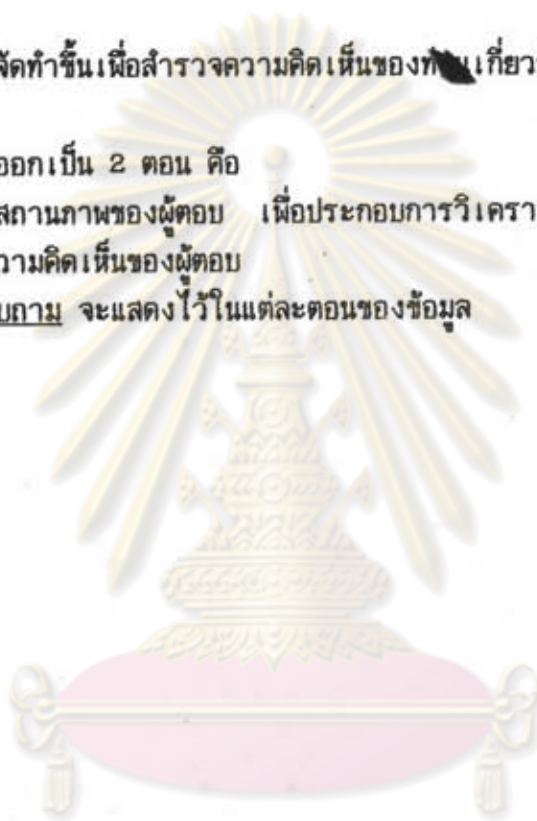 จัดทำขึ้นเพื่อสำรวจความคิดเห็นของ
ออกเป็น 2 ตอน คือ
สถานภาพของผู้ตอบ เพื่อประกอบการวิเครา
วามคิดเห็นของผู้ตอบ
บถาม จะแสดงไว้ในแต่ละตอนของข้อมูล